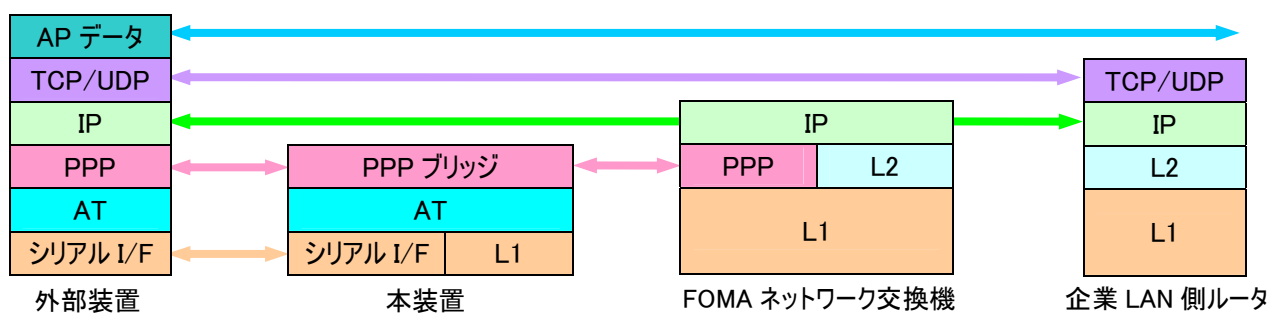 AP データ
TCP/UDP TCP/UDP
IP IP IP
PPP PPP ブリッジ PPP L2 L2
AT AT L1 L1
シリアル I/F シリアル I/F L1
外部装置 本装置 FOMA ネットワーク交換機 企業 LAN 側ルータ